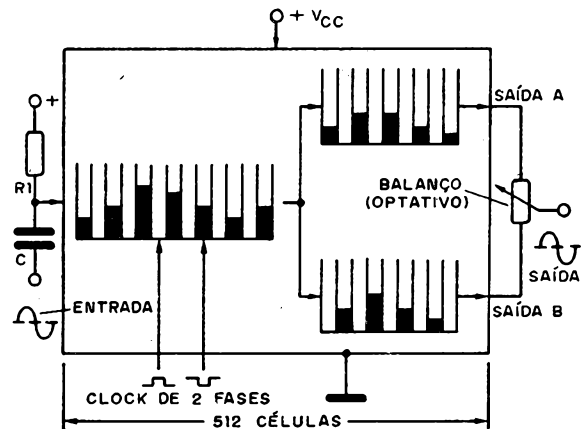 + VCC
SAÍDA A
+
R1
BALANÇO
(OPTATIVO)
C
SAÍDA
ENTRADA
SAÍDA B
CLOCK DE 2 FASES
512 CÉLULAS